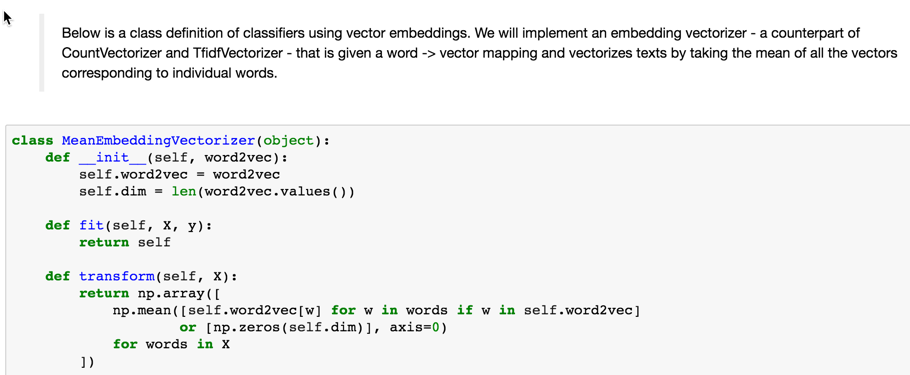 Below is a class definition of classifiers using vector embeddings. We will implement an embedding vectorizer - a counterpart of
CountVectorizer and TfidfVectorizer - that is given a word -> vector mapping and vectorizes texts by taking the mean of all the vectors
corresponding to individual words.
class MeanEmbeddingVectorizer(object):
    def __init__(self, word2vec):
        self.word2vec = word2vec
        self.dim = len(word2vec.values())
    def fit(self, X, y):
        return self
    def transform(self, X):
        return np.array([
            np.mean([self.word2vec[w] for w in words if w in self.word2vec]
                    or [np.zeros(self.dim)], axis=0)
            for words in X
        ])